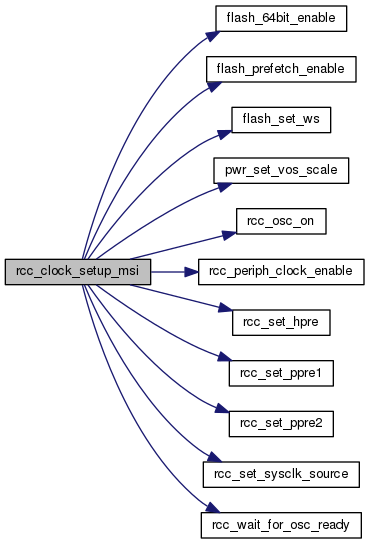 flash_64bit_enable
flash_prefetch_enable
flash_set_ws
pwr_set_vos_scale
rcc_osc_on
rcc_clock_setup_msi
rcc_periph_clock_enable
rcc_set_hpre
rcc_set_ppre1
rcc_set_ppre2
rcc_set_sysclk_source
rcc_wait_for_osc_ready